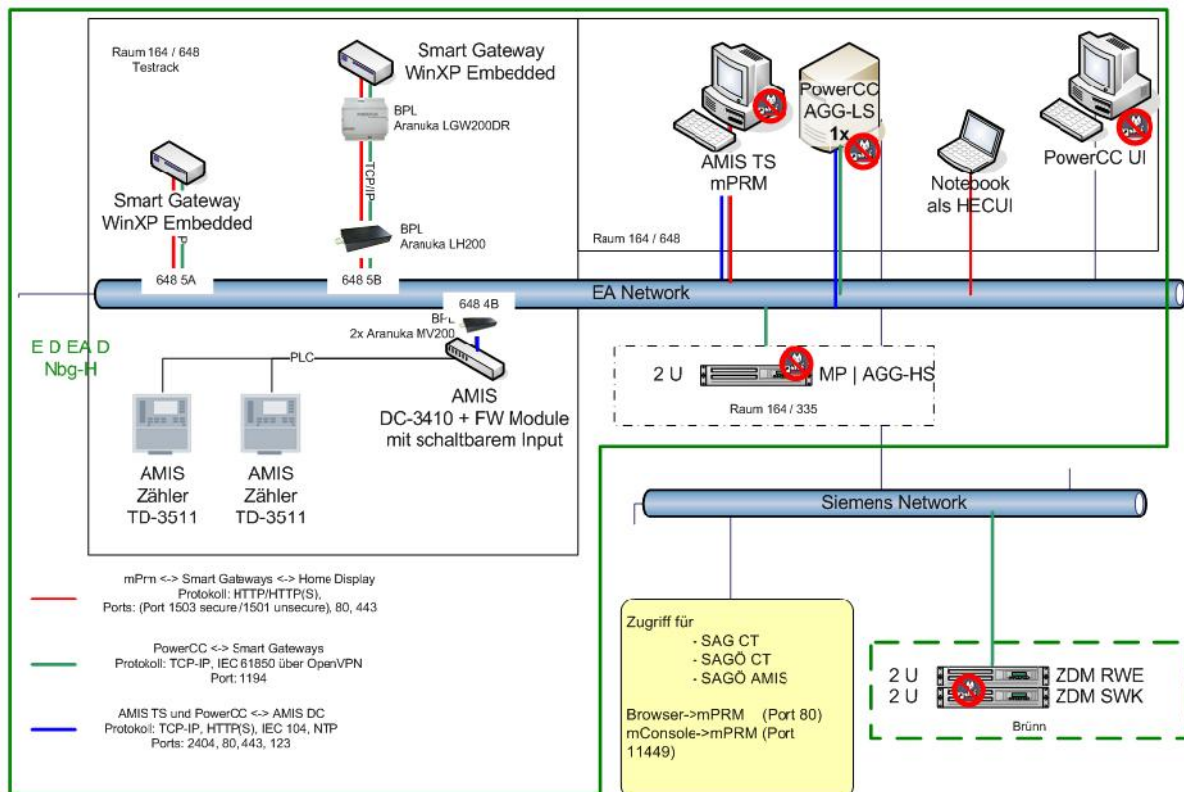 Raum 164 / 648
Testrack
Smart Gateway
WinXP Embedded
BPL
Aranuka LGW200DR
TCP/IP
BPL
Aranuka LH200
Smart Gateway
WinXP Embedded
P
648 5A
648 5B
AMIS TS
mPRM
PowerCC
AGG-LS
1x
Notebook
als HECUI
PowerCC UI
Raum 164 / 648
EA Network
648 4B
BPL
2x Aranuka MV200
E D EA D
Nbg-H
PLC
AMIS
DC-3410 + FW Module
mit schaltbarem Input
AMIS
Zähler
TD-3511
AMIS
Zähler
TD-3511
2 U
MP | AGG-HS
Raum 164 / 335
Siemens Network
mPrm <-> Smart Gateways <-> Home Display
Protokoll: HTTP/HTTP(S),
Ports: (Port 1503 secure /1501 unsecure), 80, 443
PowerCC <-> Smart Gateways
Protokoll: TCP-IP, IEC 61850 über OpenVPN
Port: 1194
AMIS TS und PowerCC <-> AMIS DC
Protokoll: TCP-IP, HTTP(S), IEC 104, NTP
Ports: 2404, 80, 443, 123
Zugriff für
- SAG CT
- SAGÖ CT
- SAGÖ AMIS
Browser->mPRM (Port 80)
mConsole->mPRM (Port
11449)
2 U ZDM RWE
2 U ZDM SWK
Brünn